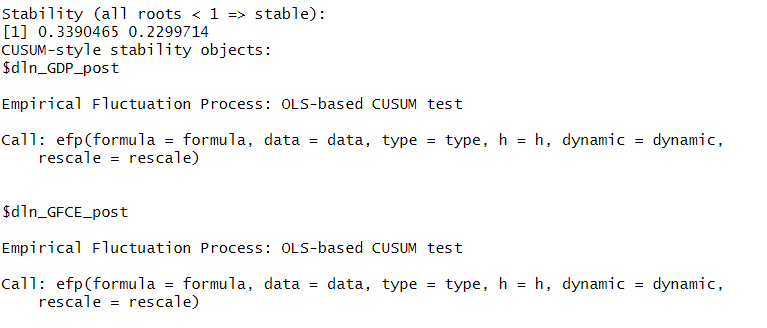 Stability (all roots < 1 => stable):
[1] 0.3390465 0.2299714
CUSUM-style stability objects:
$dln_GDP_post
Empirical Fluctuation Process: OLS-based CUSUM test
Call: efp(formula = formula, data = data, type = type, h = h, dynamic = dynamic,
    rescale = rescale)
$dln_GFCE_post
Empirical Fluctuation Process: OLS-based CUSUM test
Call: efp(formula = formula, data = data, type = type, h = h, dynamic = dynamic,
    rescale = rescale)